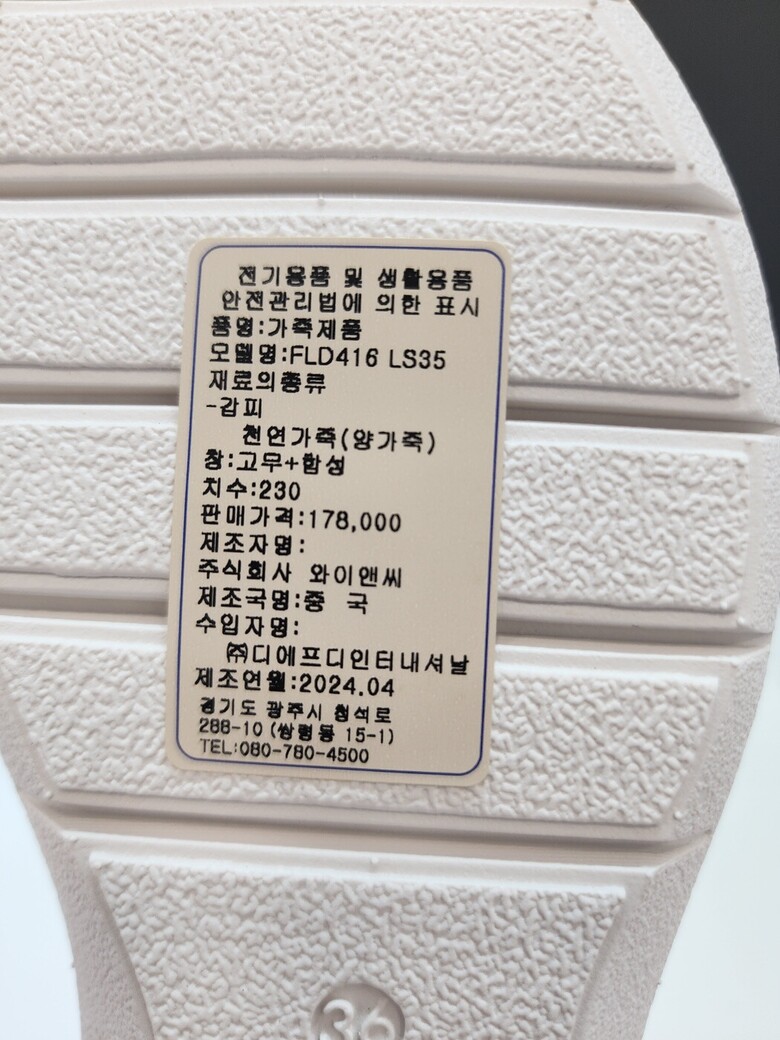 전기용품 및 생활용품
안전관리법에 의한 표시
품명:가죽제품
모델명:FLD416 LS35
재료의종류
-갑피
천연가죽(양가죽)
창:고무+합성
치수:230
판매가격:178,000
제조자명:
주식회사 와이앤씨
제조국명:중 국
수입자명:
㈜디에프디인터내셔날
제조연월:2024.04
경기도 광주시 청석로
288-10 (쌍령동 15-1)
TEL:080-780-4500
36